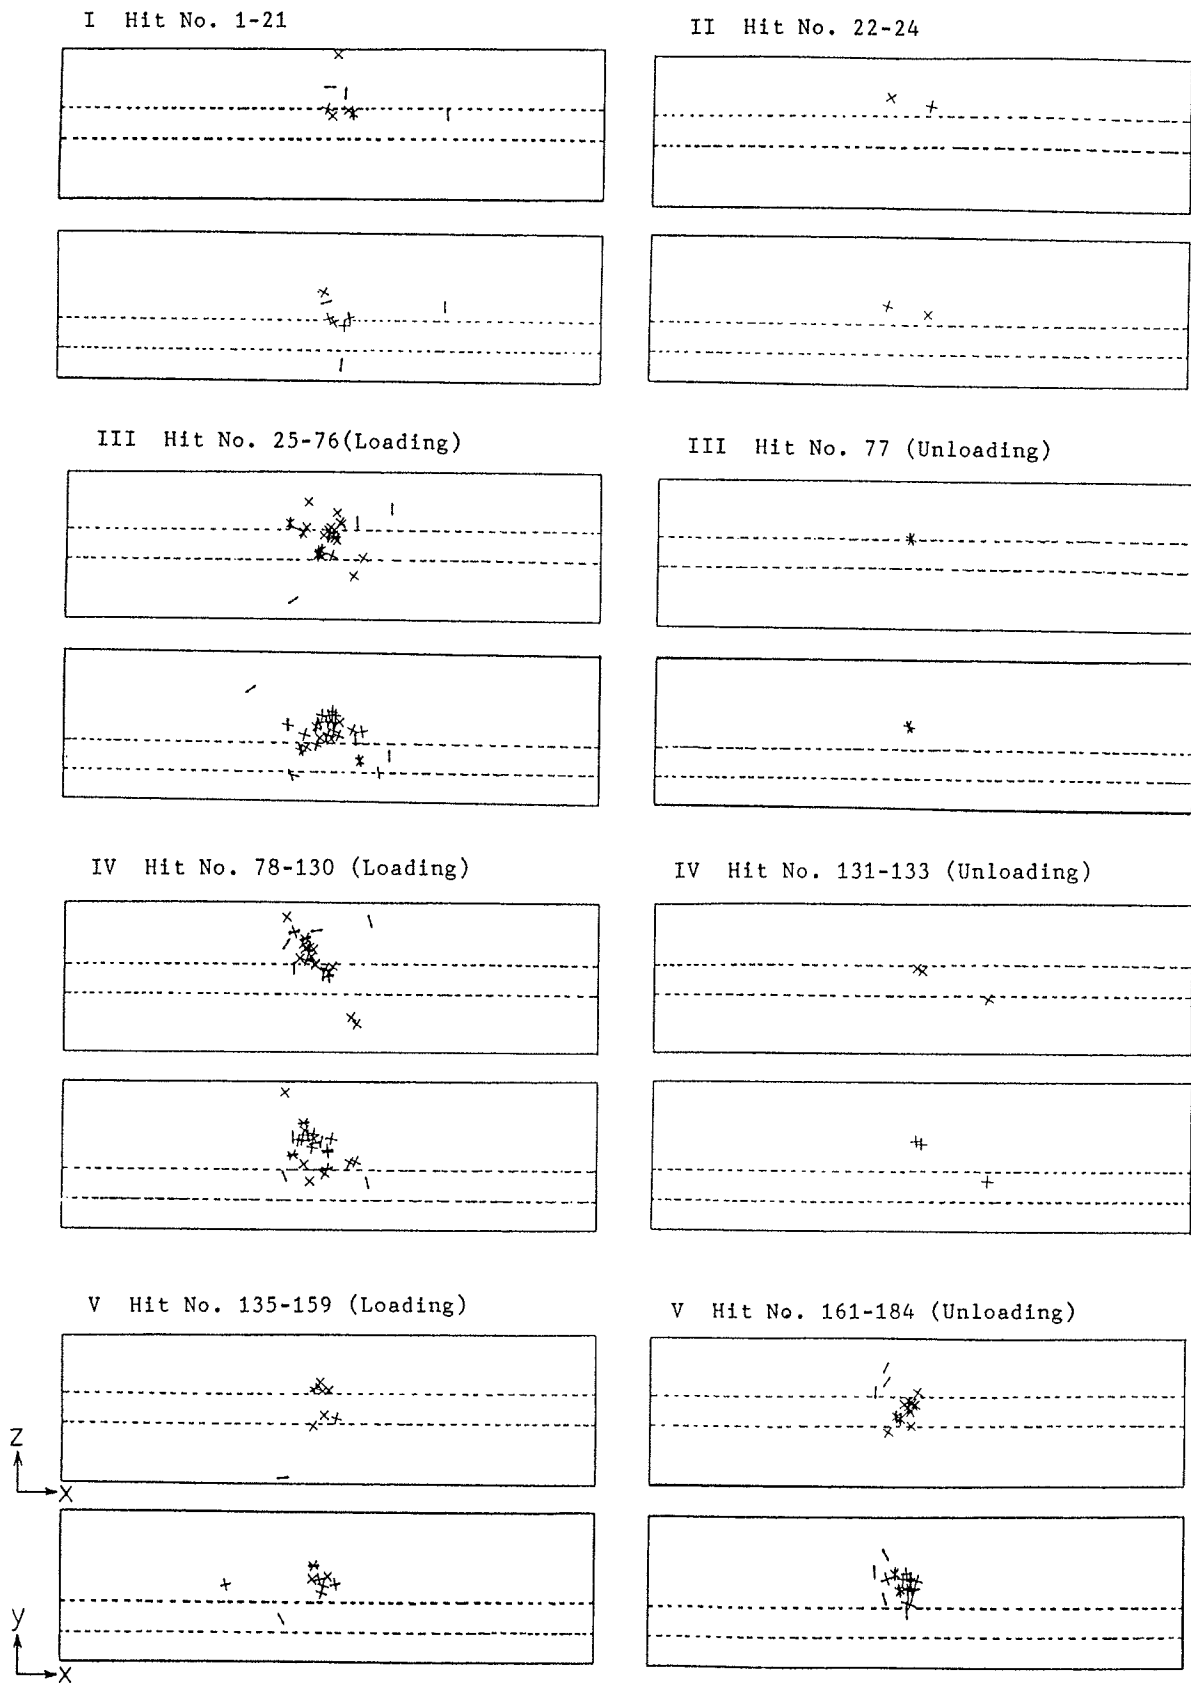 I Hit No. 1-21
II Hit No. 22-24
III Hit No. 25-76(Loading)
III Hit No. 77 (Unloading)
IV Hit No. 78-130 (Loading)
IV Hit No. 131-133 (Unloading)
V Hit No. 135-159 (Loading)
V Hit No. 161-184 (Unloading)
Z
X
y
X